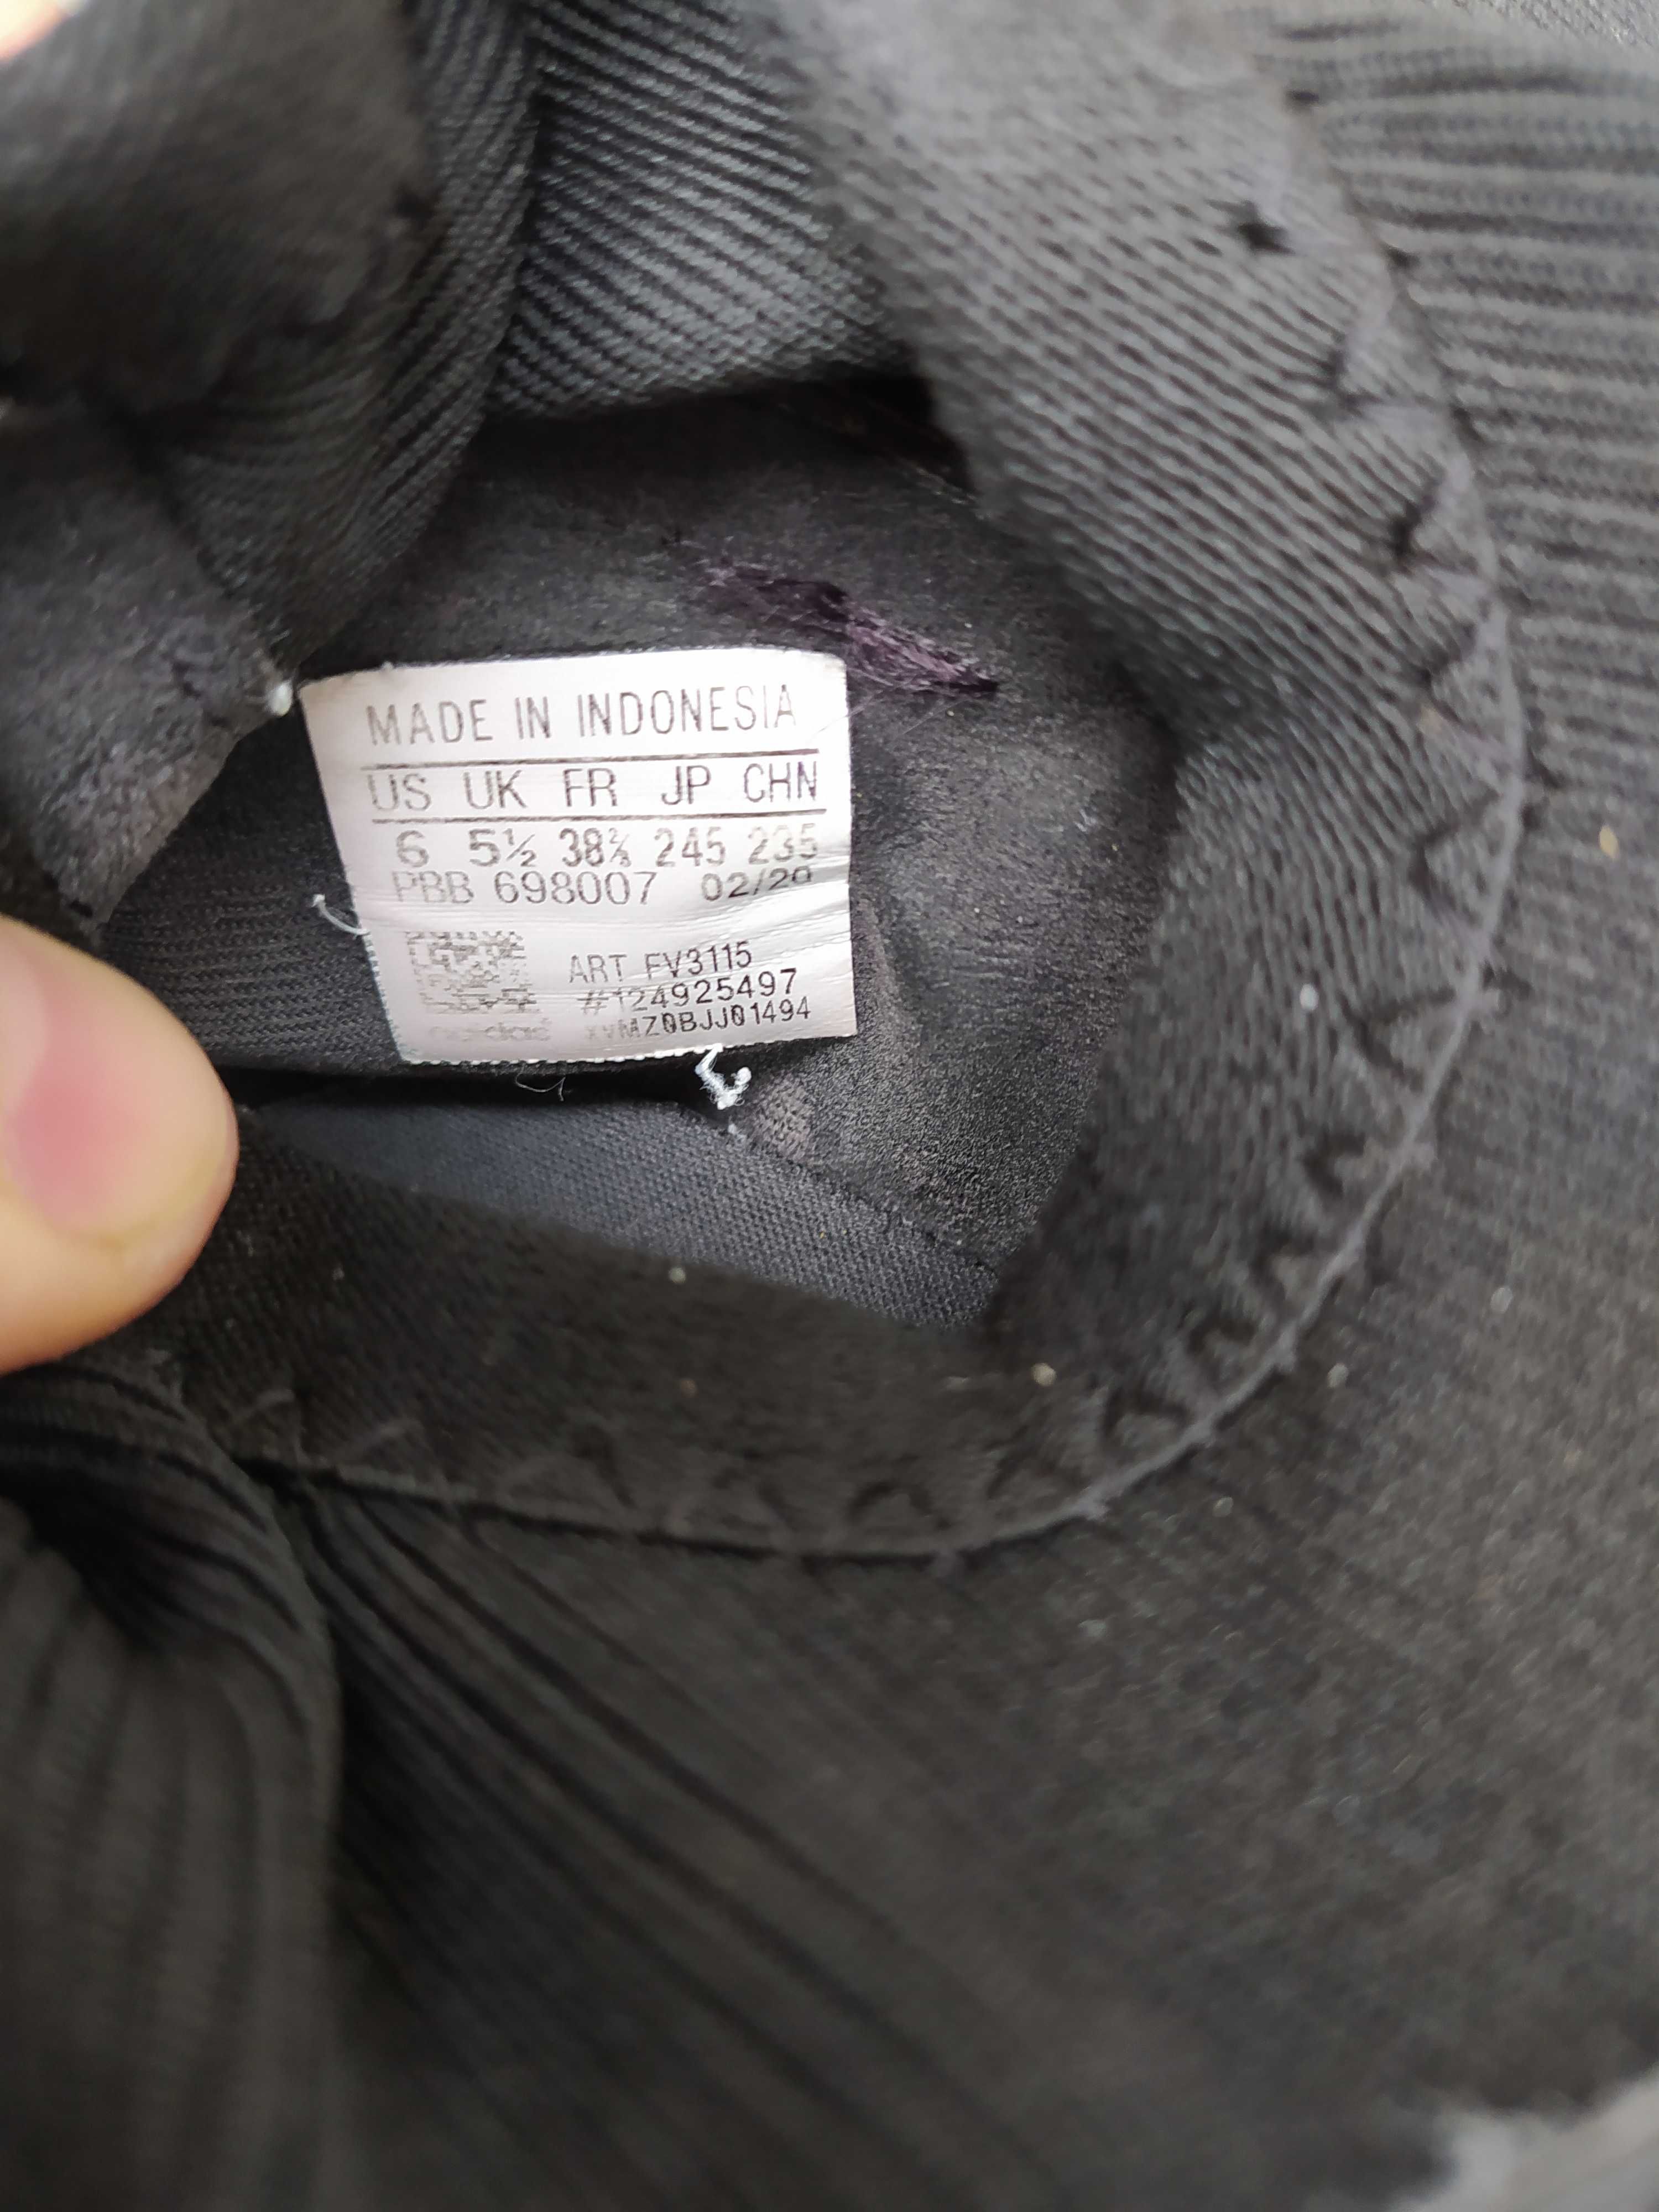 MADE IN INDONESIA
US UK FR JP CHN
6 5½ 38⅔ 245 235
PBB 698007 02/20
ART FV3115
#124925497
XVMZ0BJJ01494
adidas